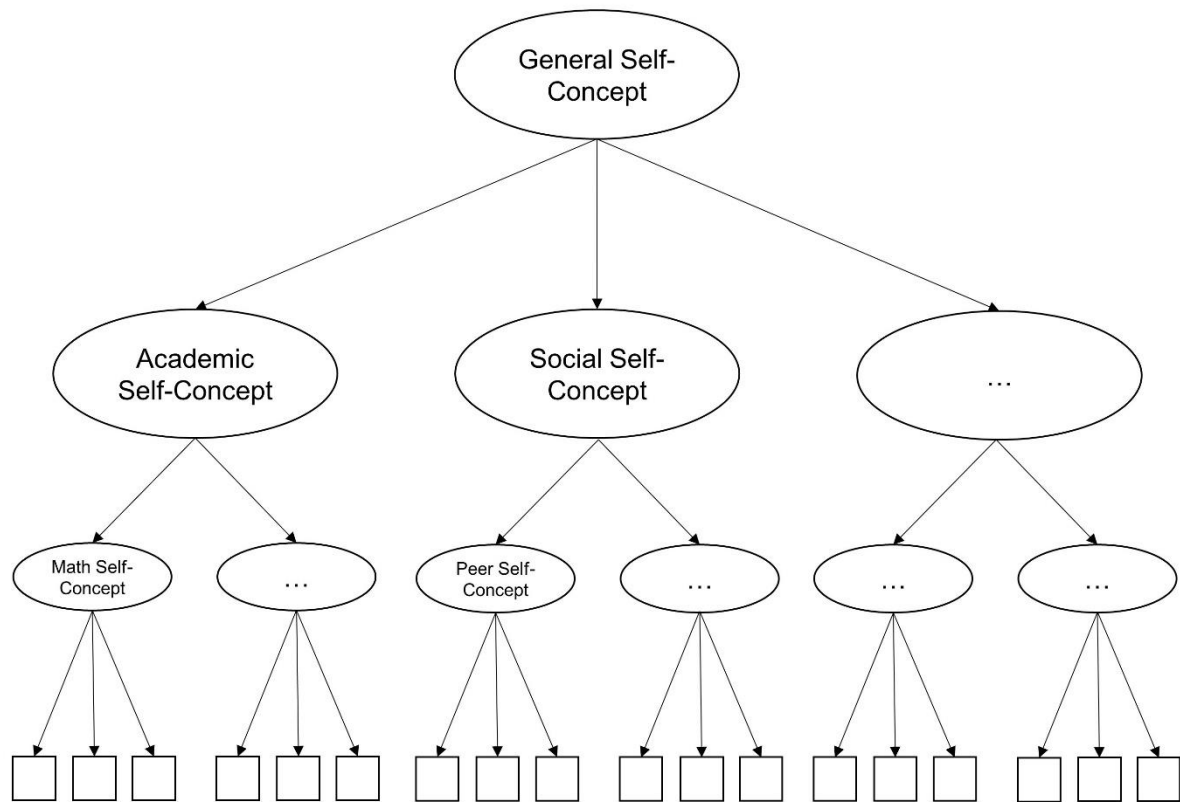 General Self-
Concept
Academic
Self-Concept
Social Self-
Concept
...
Math Self-
Concept
...
Peer Self-
Concept
...
...
...